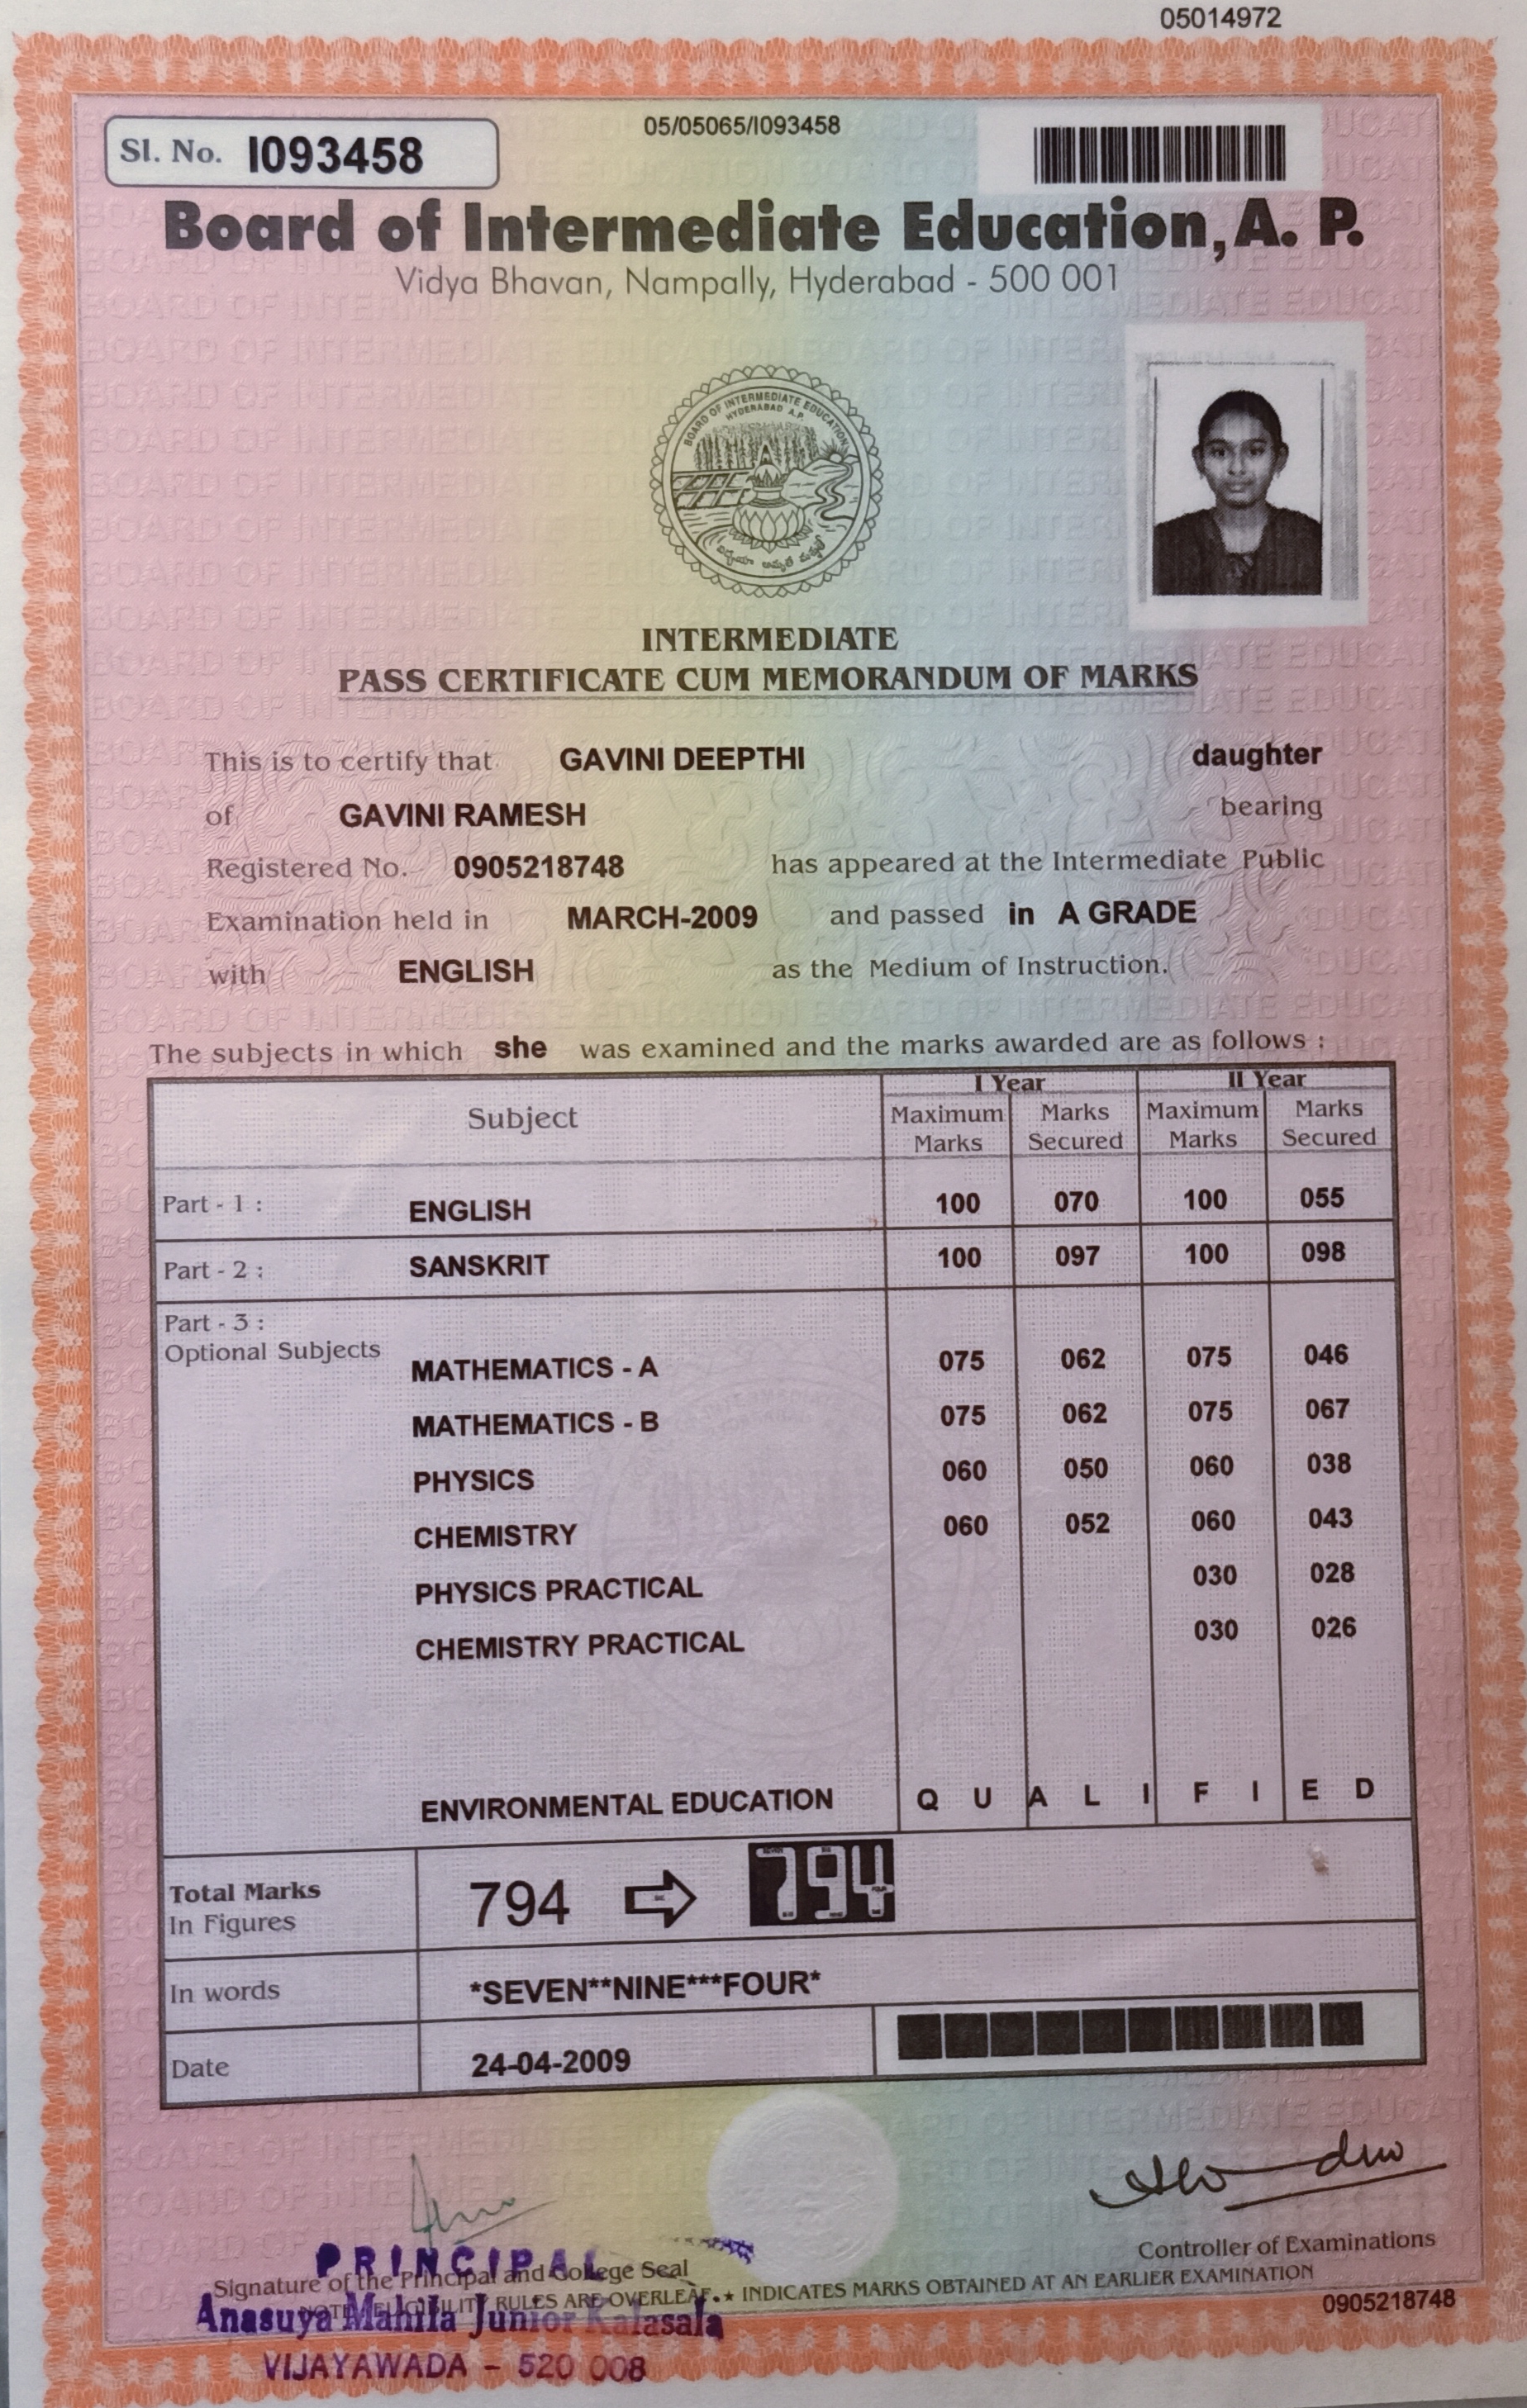 05014972
Sl. No. I093458
05/05065/I093458
Board of Intermediate Education, A. P.
Vidya Bhavan, Nampally, Hyderabad - 500 001
BOARD OF INTERMEDIATE EDUCATION
HYDERABAD A.P.
INTERMEDIATE
PASS CERTIFICATE CUM MEMORANDUM OF MARKS
This is to certify that GAVINI DEEPTHI daughter
of GAVINI RAMESH bearing
Registered No. 0905218748 has appeared at the Intermediate Public
Examination held in MARCH-2009 and passed in A GRADE
with ENGLISH as the Medium of Instruction.
The subjects in which she was examined and the marks awarded are as follows :
Subject I Year II Year
Maximum Marks Marks Secured Maximum Marks Marks Secured
Part - 1 : ENGLISH 100 070 100 055
Part - 2 : SANSKRIT 100 097 100 098
Part - 3 :
Optional Subjects
MATHEMATICS - A 075 062 075 046
MATHEMATICS - B 075 062 075 067
PHYSICS 060 050 060 038
CHEMISTRY 060 052 060 043
PHYSICS PRACTICAL 030 028
CHEMISTRY PRACTICAL 030 026
ENVIRONMENTAL EDUCATION Q U A L I F I E D
Total Marks
In Figures 794 794
In words *SEVEN**NINE***FOUR*
Date 24-04-2009
PRINCIPAL
Signature of the Principal and College Seal
Controller of Examinations
NOTE: ELIGIBILITY RULES ARE OVERLEAF. ★ INDICATES MARKS OBTAINED AT AN EARLIER EXAMINATION
Anasuya Mahila Junior Kalasala
0905218748
VIJAYAWADA - 520 008